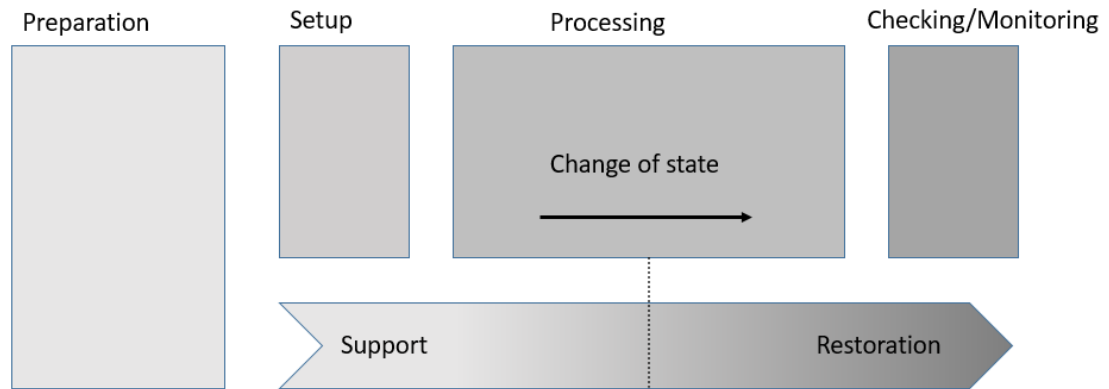 Preparation
Setup
Processing
Checking/Monitoring
Change of state
Support
Restoration